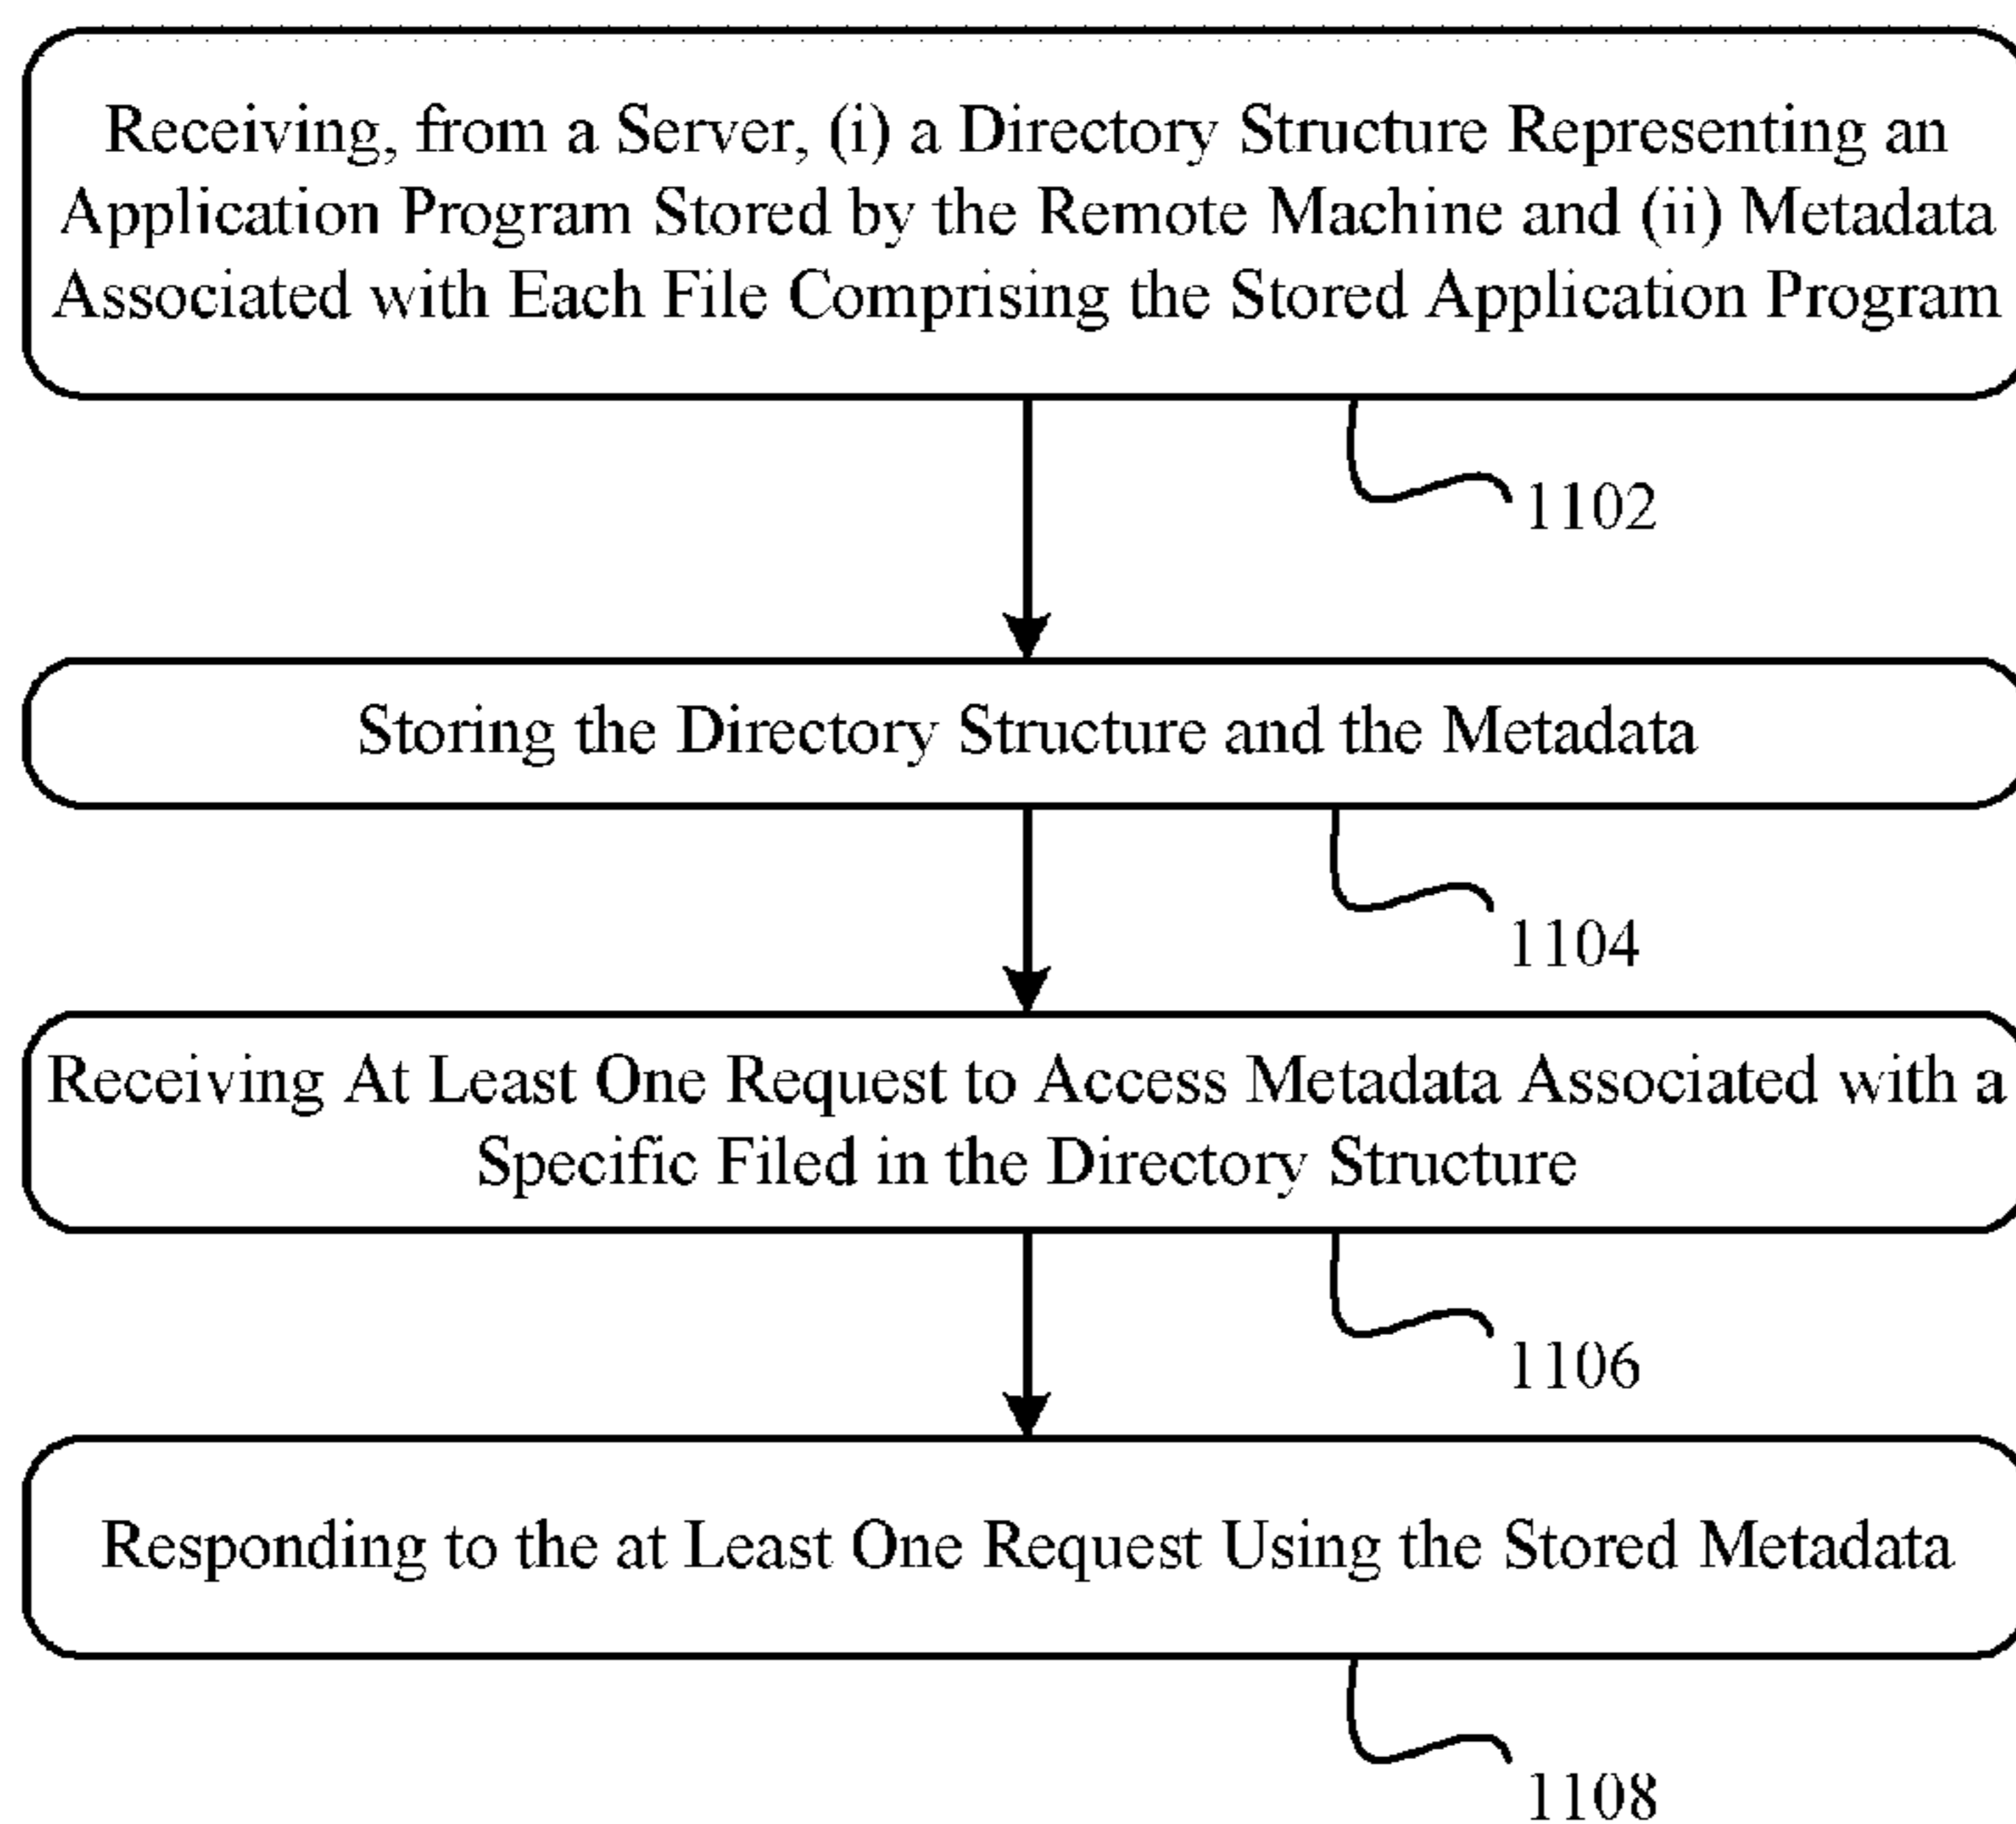 Receiving, from a Server, (i) a Directory Structure Representing an
Application Program Stored by the Remote Machine and (ii) Metadata
Associated with Each File Comprising the Stored Application Program
1102
Storing the Directory Structure and the Metadata
1104
Receiving At Least One Request to Access Metadata Associated with a
Specific Filed in the Directory Structure
1106
Responding to the at Least One Request Using the Stored Metadata
1108